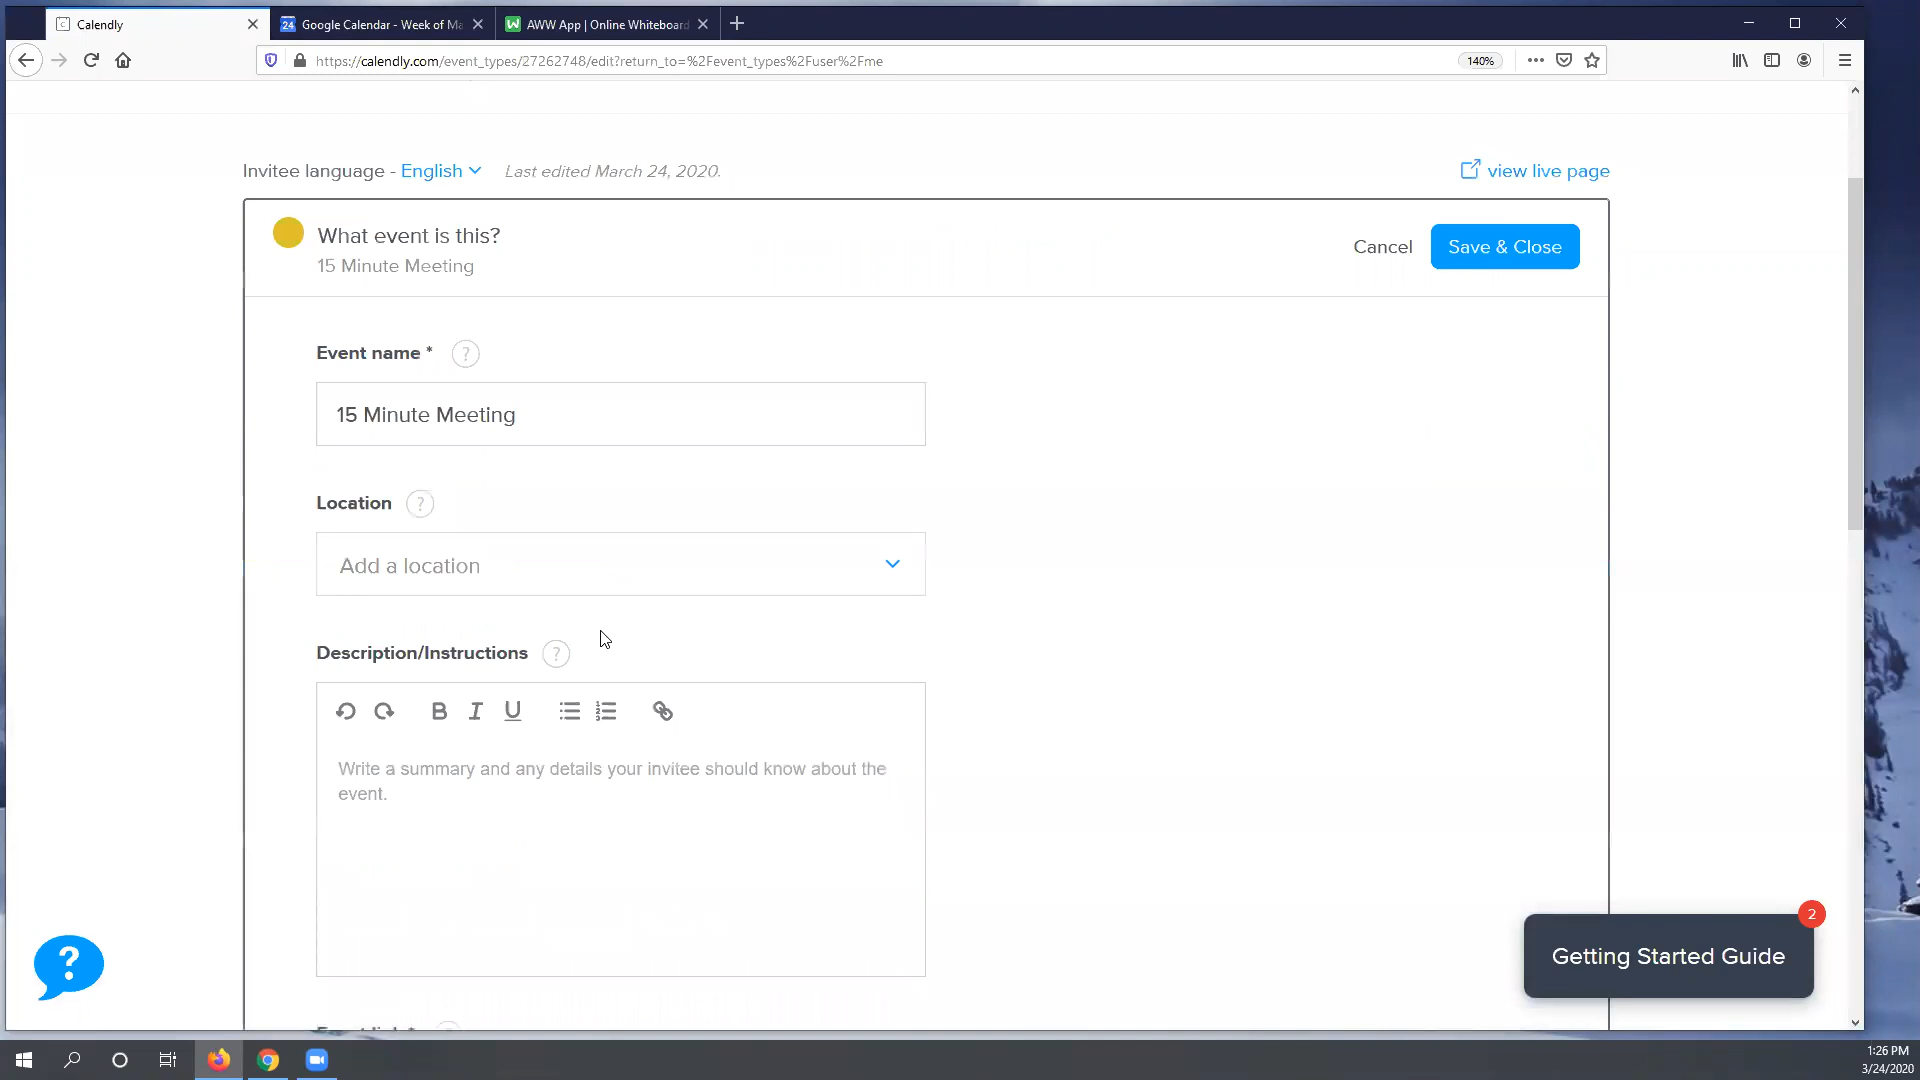 Calendly
24 Google Calendar - Week of Ma
W AWW App | Online Whiteboard
https://calendly.com/event_types/27262748/edit?return_to=%2Fevent_types%2Fuser%2Fme
140%
Invitee language - English
Last edited March 24, 2020.
view live page
What event is this?
15 Minute Meeting
Cancel
Save & Close
Event name * ?
15 Minute Meeting
Location ?
Add a location
Description/Instructions ?
B I U
Write a summary and any details your invitee should know about the
event.
2
Getting Started Guide
?
1:26 PM
3/24/2020